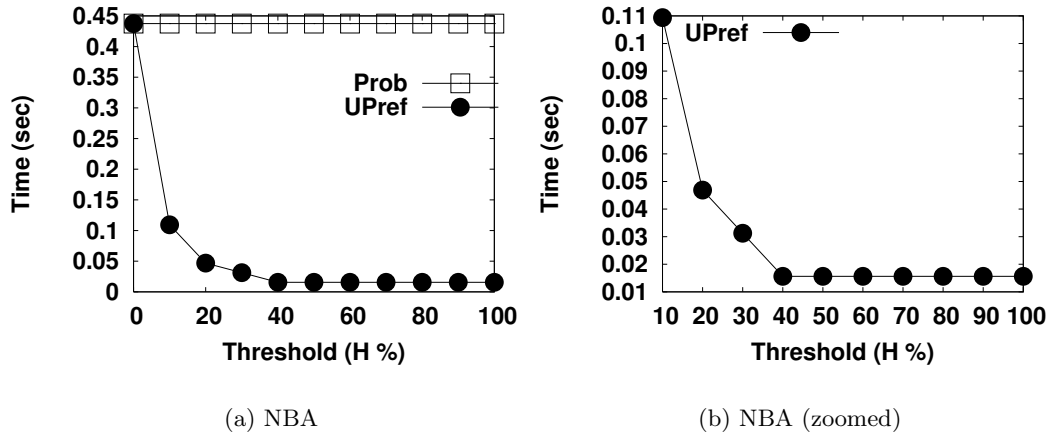 0.45
0.4
0.35
0.3
0.25
0.2
0.15
0.1
0.05
0
Time (sec)
Prob
UPref
0 20 40 60 80 100
Threshold (H %)
(a) NBA
0.11
0.1
0.09
0.08
0.07
0.06
0.05
0.04
0.03
0.02
0.01
Time (sec)
UPref
10 20 30 40 50 60 70 80 90 100
Threshold (H %)
(b) NBA (zoomed)